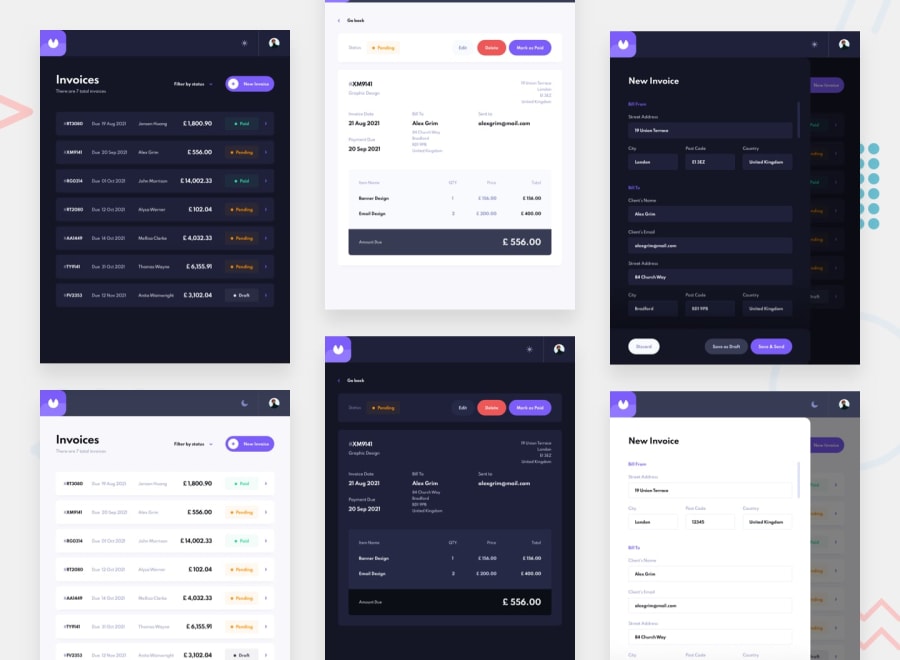 Invoices
There are 7 total invoices
Filter by status
New Invoice
#RT3080 Due 19 Aug 2021 Jensen Huang £ 1,800.90 Paid
#XM9141 Due 20 Sep 2021 Alex Grim £ 556.00 Pending
#RG0314 Due 01 Oct 2021 John Morrison £ 14,002.33 Paid
#RT2080 Due 12 Oct 2021 Alysa Werner £ 102.04 Pending
#AA1449 Due 14 Oct 2021 Mellisa Clarke £ 4,032.33 Pending
#TY9141 Due 31 Oct 2021 Thomas Wayne £ 6,155.91 Pending
#FV2353 Due 12 Nov 2021 Anita Wainwright £ 3,102.04 Draft
Go back
Status Pending Edit Delete Mark as Paid
#XM9141
Graphic Design
19 Union Terrace
London
E1 3EZ
United Kingdom
Invoice Date
21 Aug 2021
Payment Due
20 Sep 2021
Bill To
Alex Grim
84 Church Way
Bradford
BD1 9PB
United Kingdom
Sent to
alexgrim@mail.com
Item Name QTY. Price Total
Banner Design 1 £ 156.00 £ 156.00
Email Design 2 £ 200.00 £ 400.00
Amount Due £ 556.00
New Invoice
New Invoice
Bill From
Street Address
19 Union Terrace
City Post Code Country
London E1 3EZ United Kingdom
Bill To
Client's Name
Alex Grim
Client's Email
alexgrim@mail.com
Street Address
84 Church Way
City Post Code Country
Bradford BD1 9PB United Kingdom
Discard Save as Draft Save & Send
Invoices
There are 7 total invoices
Filter by status
New Invoice
#RT3080 Due 19 Aug 2021 Jensen Huang £ 1,800.90 Paid
#XM9141 Due 20 Sep 2021 Alex Grim £ 556.00 Pending
#RG0314 Due 01 Oct 2021 John Morrison £ 14,002.33 Paid
#RT2080 Due 12 Oct 2021 Alysa Werner £ 102.04 Pending
#AA1449 Due 14 Oct 2021 Mellisa Clarke £ 4,032.33 Pending
#TY9141 Due 31 Oct 2021 Thomas Wayne £ 6,155.91 Pending
#FV2353 Due 12 Nov 2021 Anita Wainwright £ 3,102.04 Draft
Go back
Status Pending Edit Delete Mark as Paid
#XM9141
Graphic Design
19 Union Terrace
London
E1 3EZ
United Kingdom
Invoice Date
21 Aug 2021
Payment Due
20 Sep 2021
Bill To
Alex Grim
84 Church Way
Bradford
BD1 9PB
United Kingdom
Sent to
alexgrim@mail.com
Item Name QTY. Price Total
Banner Design 1 £ 156.00 £ 156.00
Email Design £ 200.00 £ 400.00
Amount Due £ 556.00
New Invoice
New Invoice
Bill From
Street Address
19 Union Terrace
City Post Code Country
London 12345 United Kingdom
Bill To
Client's Name
Alex Grim
Client's Email
alexgrim@mail.com
Street Address
84 Church Way
City Post Code Country